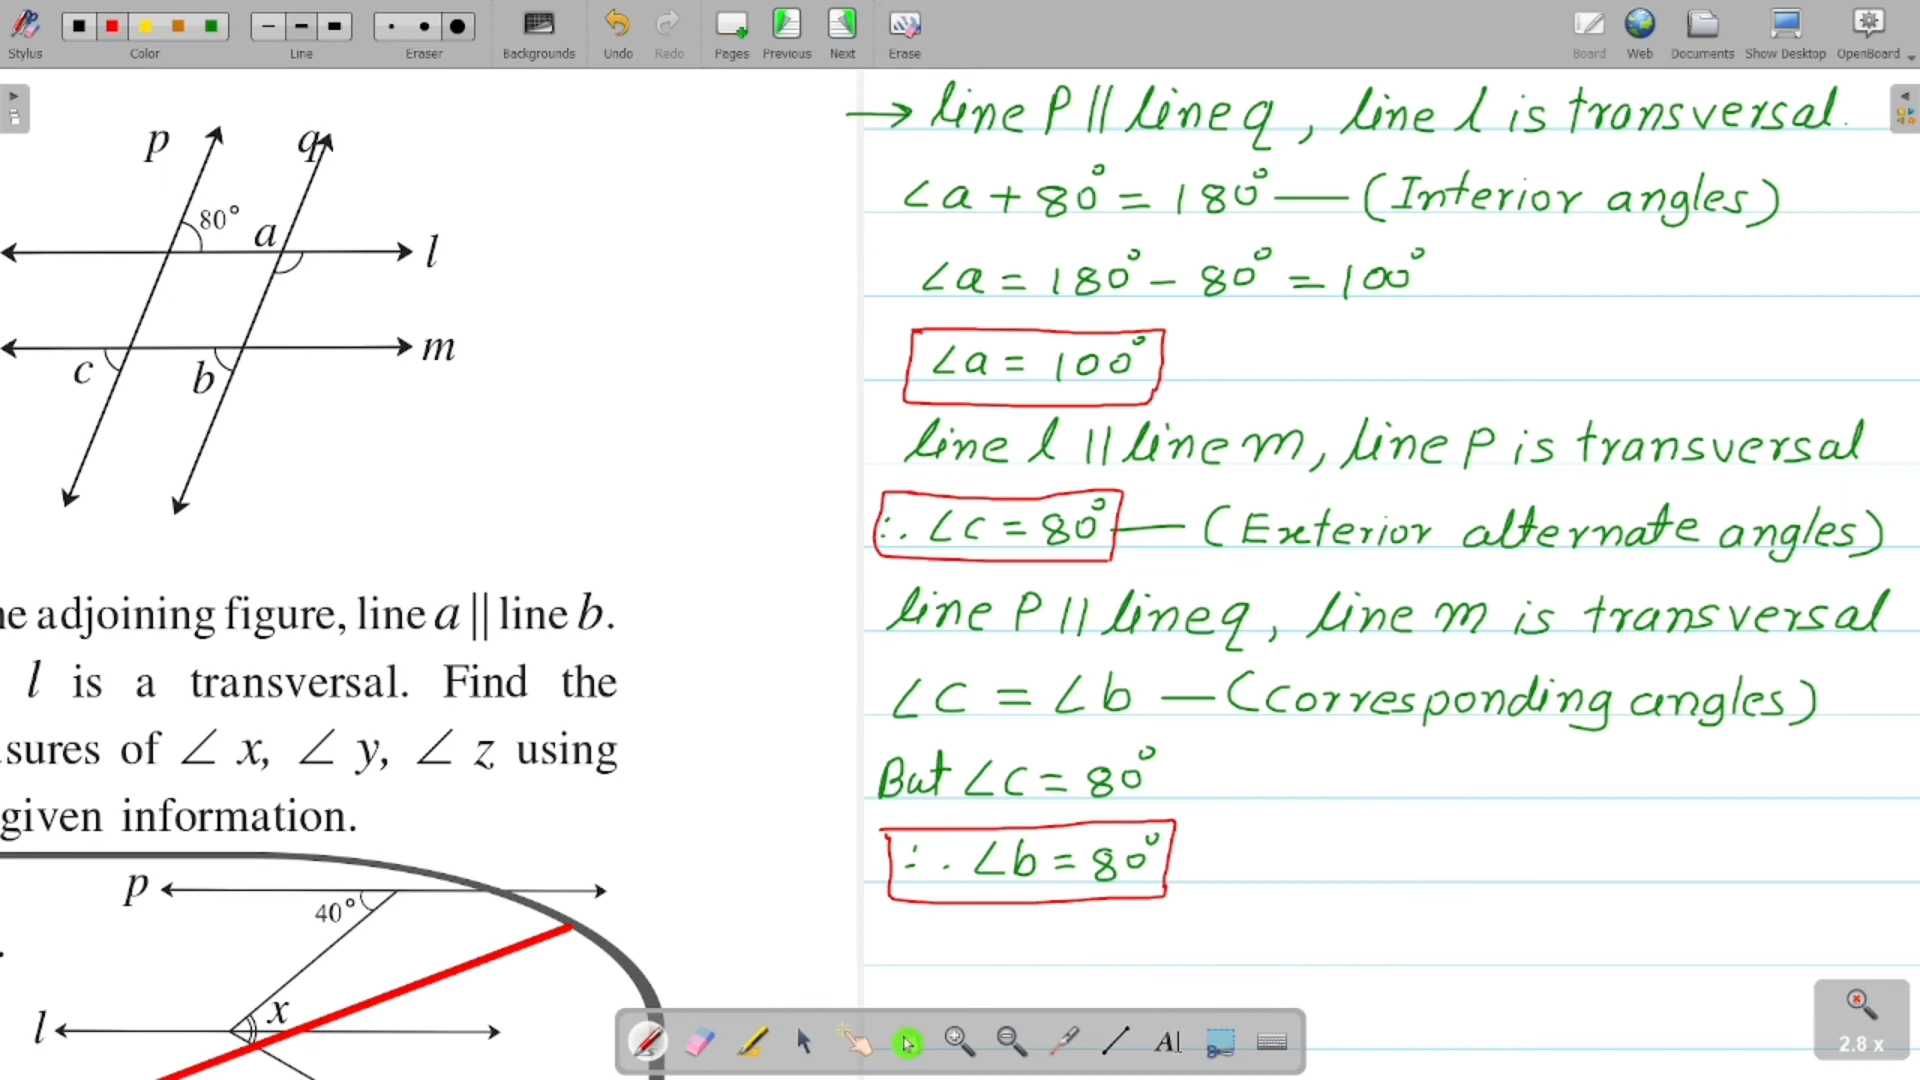 Stylus Color Line Eraser Backgrounds Undo Redo Pages Previous Next Erase Board Web Documents Show Desktop OpenBoard
p q
80° a
l
c b m
→ line P || line q, line l is transversal.
∠a + 80° = 180° — (Interior angles)
∠a = 180° - 80° = 100°
∠a = 100°
line l || line m, line P is transversal
∴ ∠c = 80° — (Exterior alternate angles)
line P || line q, line m is transversal
∠c = ∠b — (corresponding angles)
But ∠c = 80°
∴ ∠b = 80°
adjoining figure, line a || line b.
l is a transversal. Find the
sures of ∠ x, ∠ y, ∠ z using
given information.
p
40°
x
l
AI
2.8 x